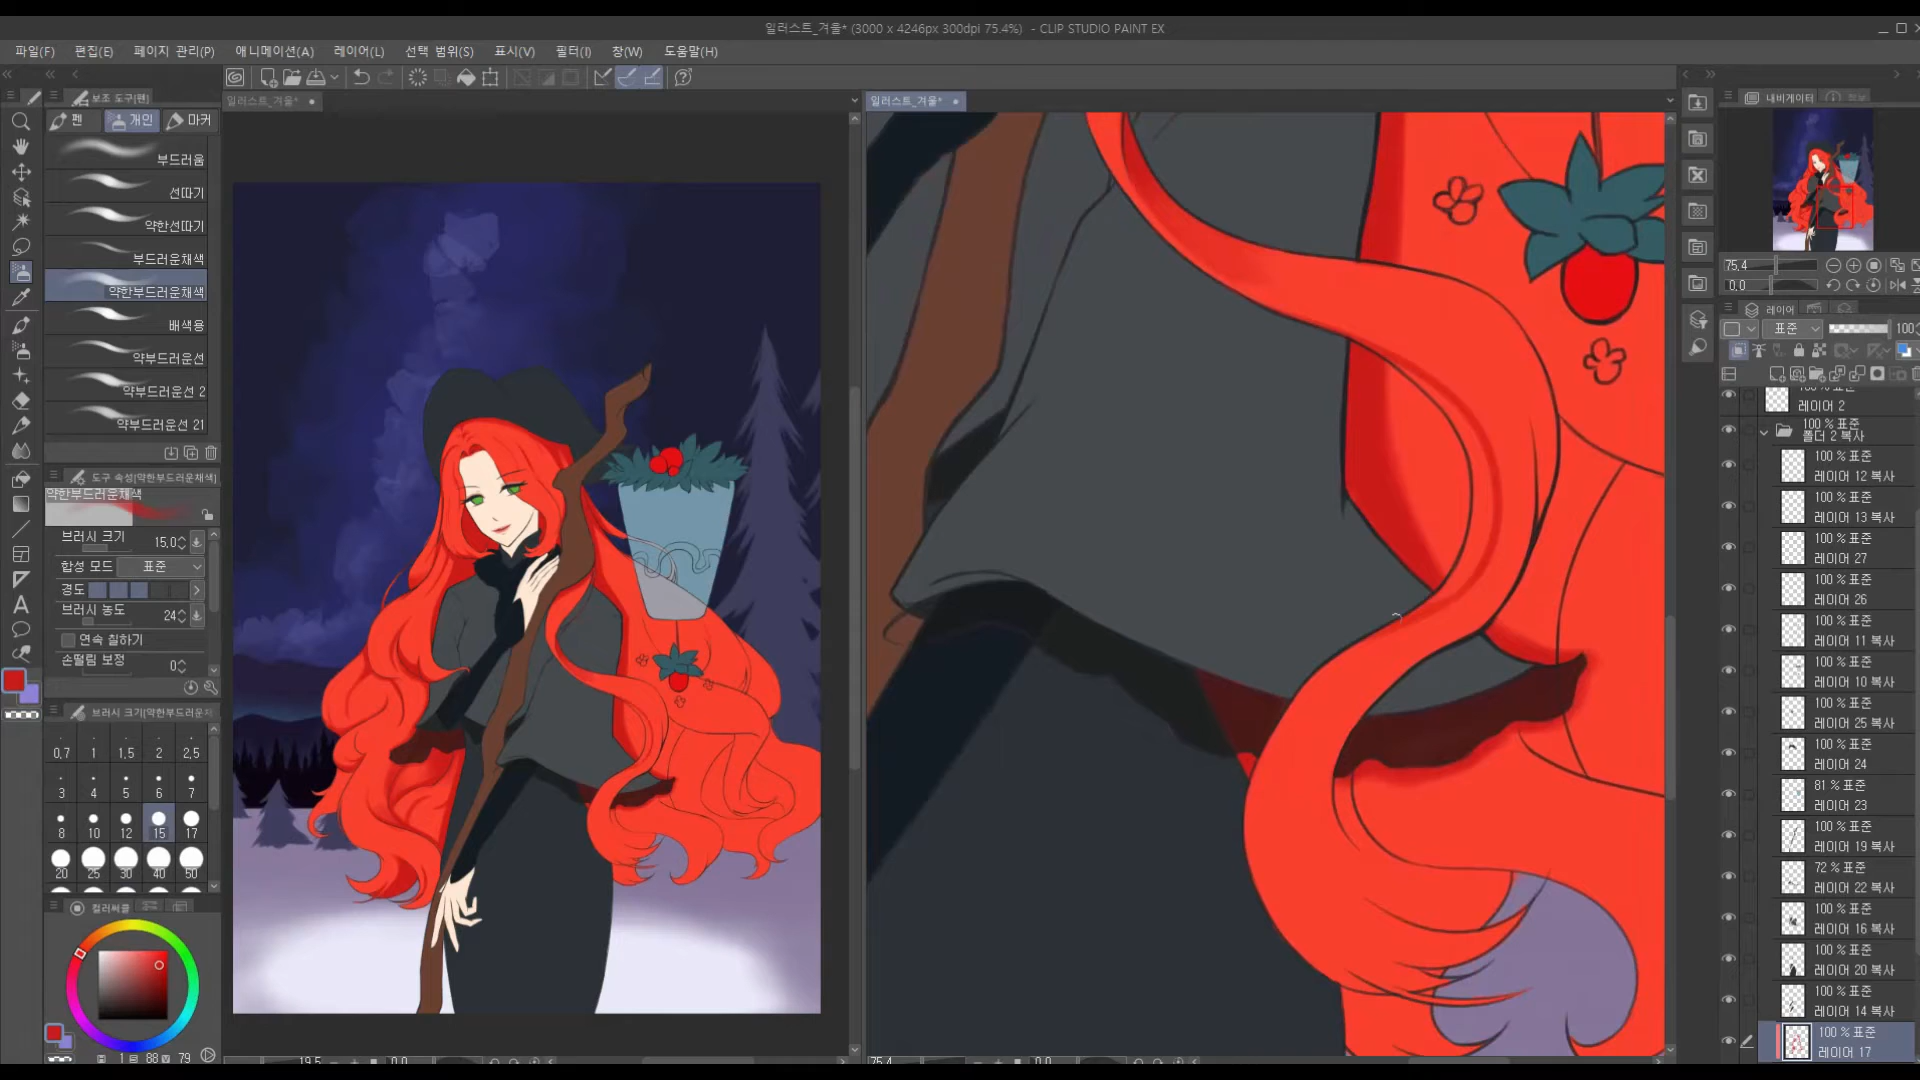 일러스트_겨울* (3000 x 4246px 300dpi 75.4%) - CLIP STUDIO PAINT EX
파일(F) 편집(E) 페이지 관리(P) 애니메이션(A) 레이어(L) 선택 범위(S) 표시(V) 필터(I) 창(W) 도움말(H)
보조 도구[펜]
일러스트_겨울*
일러스트_겨울*
내비게이터
정보
펜 개인 마커
부드러움
선따기
약한선따기
부드러운채색
약한부드러운채색
배색용
약부드러운선
약부드러운선 2
약부드러운선 21
도구 속성[약한부드러운채색]
약한부드러운채색
브러시 크기 15.0
합성 모드 표준
경도
브러시 농도 24
연속 칠하기
손떨림 보정 0
브러시 크기[약한부드러운채
0.7 1 1.5 2 2.5
3 4 5 6 7
8 10 12 15 17
20 25 30 40 50
컬러써클
1 88 79
19.5 0.0
75.4 0.0
75.4
0.0
레이어
표준 100
레이어 2
100 % 표준
폴더 2 복사
100 % 표준
레이어 12 복사
100 % 표준
레이어 13 복사
100 % 표준
레이어 27
100 % 표준
레이어 26
100 % 표준
레이어 11 복사
100 % 표준
레이어 10 복사
100 % 표준
레이어 25 복사
100 % 표준
레이어 24
81 % 표준
레이어 23
100 % 표준
레이어 19 복사
72 % 표준
레이어 22 복사
100 % 표준
레이어 16 복사
100 % 표준
레이어 20 복사
100 % 표준
레이어 14 복사
100 % 표준
레이어 17